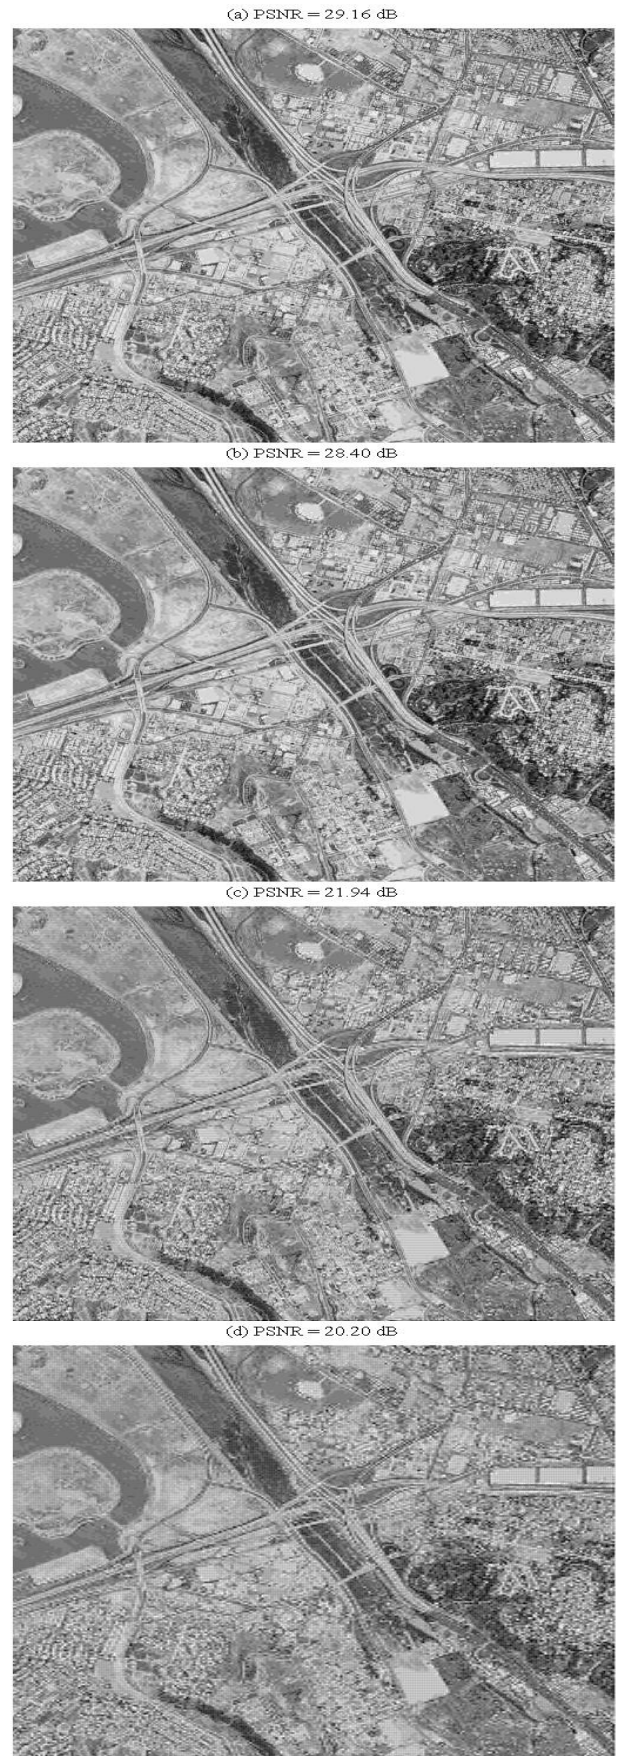 (a) PSNR = 29.16 dB
(b) PSNR = 28.40 dB
(c) PSNR = 21.94 dB
(d) PSNR = 20.20 dB